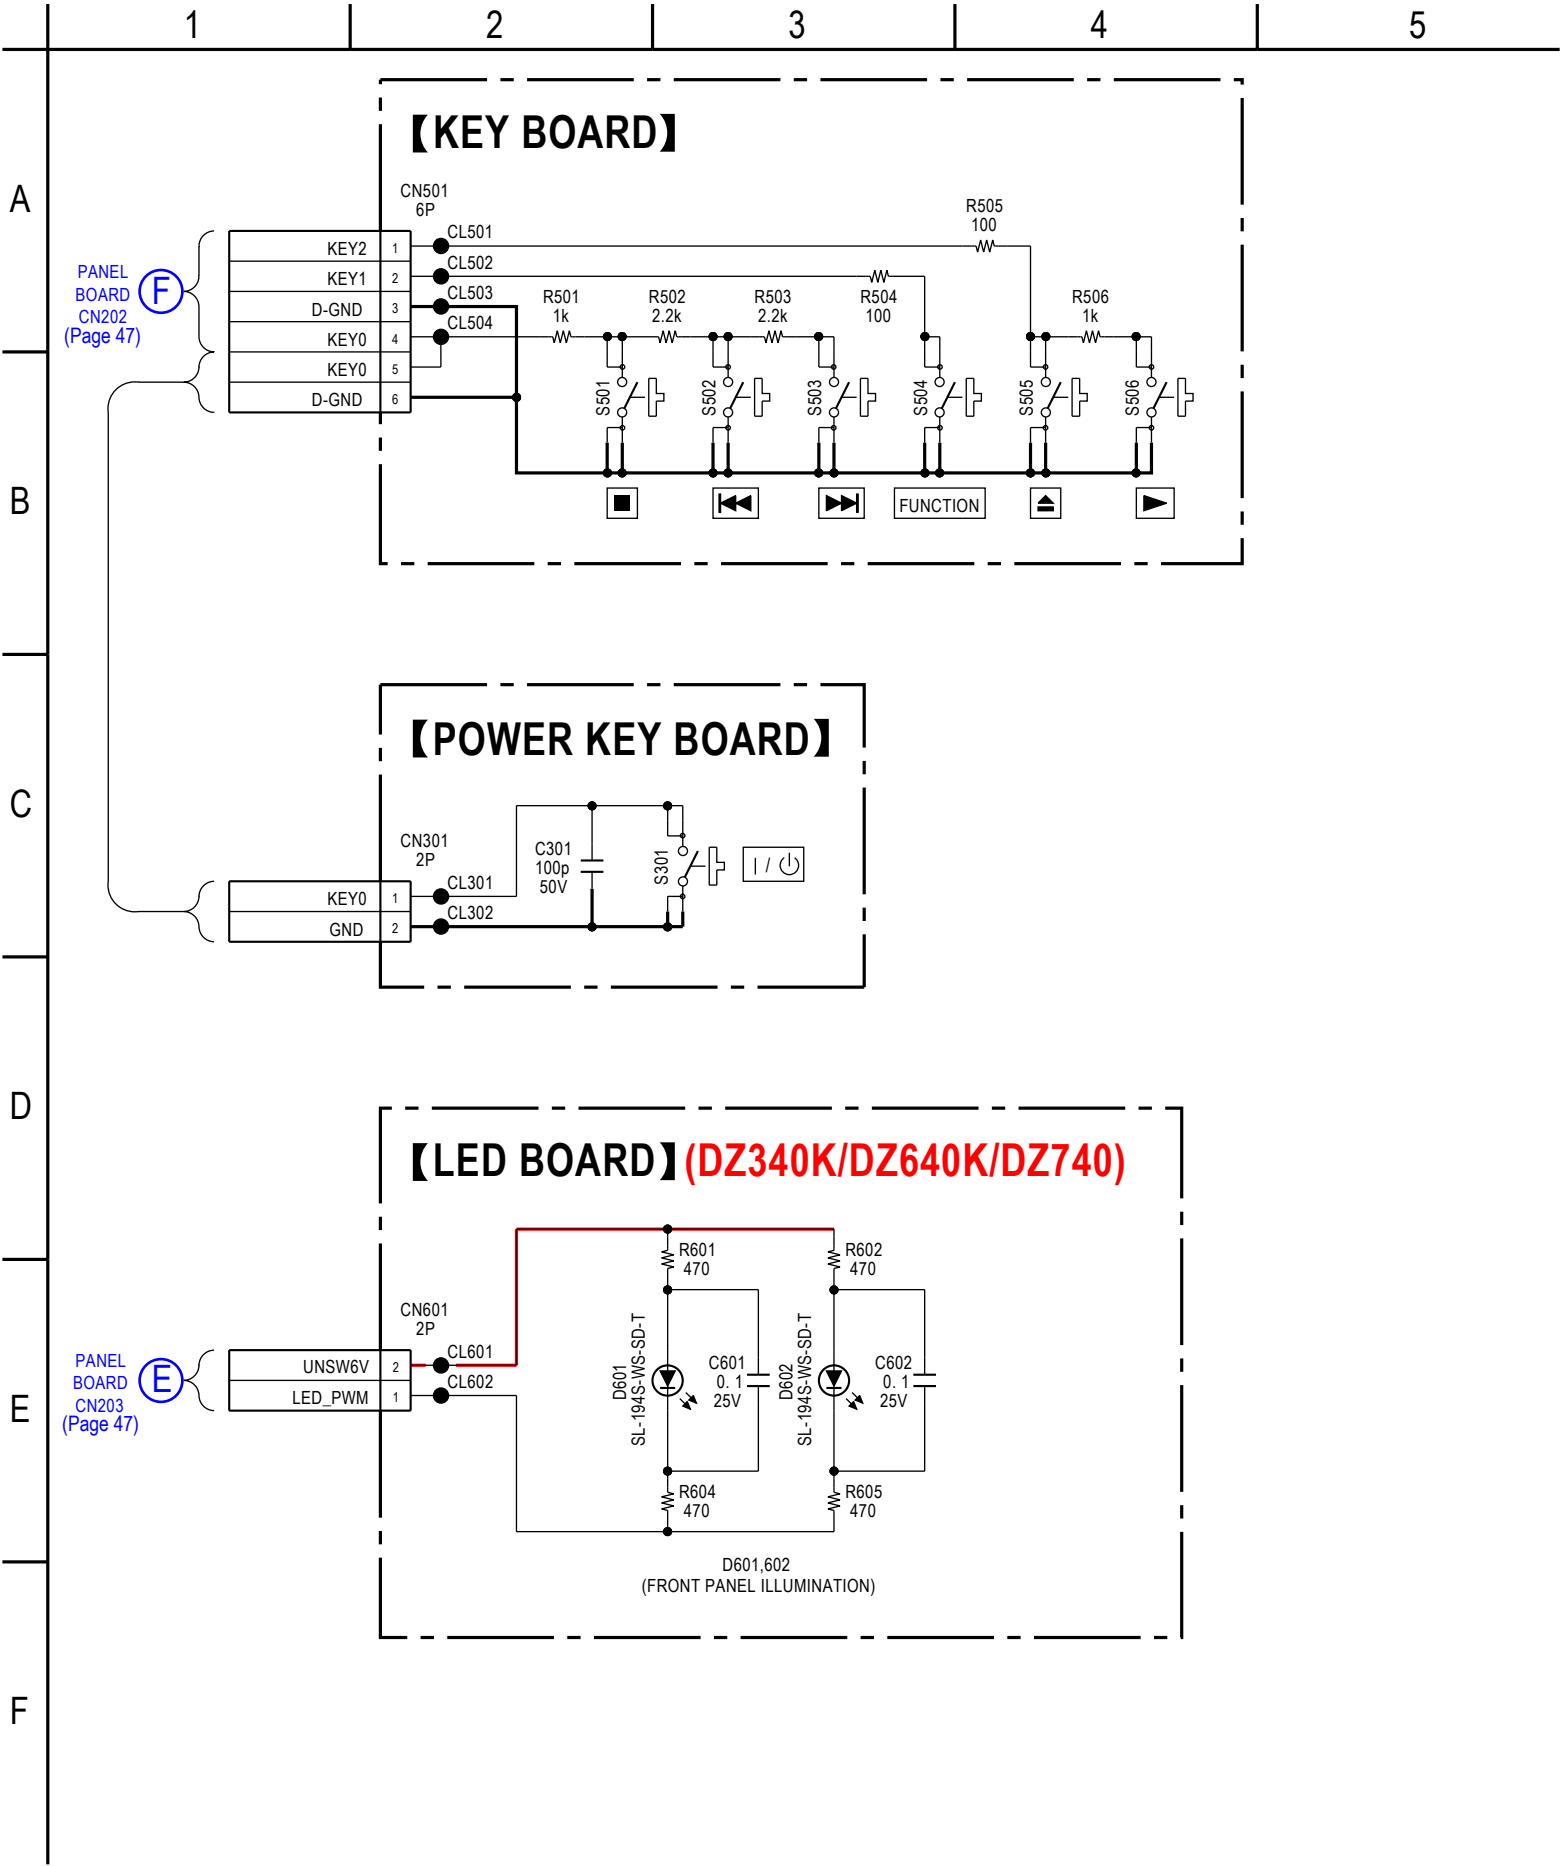 1 2 3 4 5
A
B
C
D
E
F
【KEY BOARD】
CN501
6P
KEY2 1 CL501
KEY1 2 CL502
D-GND 3 CL503
KEY0 4 CL504
KEY0 5
D-GND 6
PANEL
BOARD
CN202
(Page 47)
F
R501
1k
R502
2.2k
R503
2.2k
R504
100
R505
100
R506
1k
S501
S502
S503
S504
S505
S506
FUNCTION
【POWER KEY BOARD】
CN301
2P
KEY0 1 CL301
GND 2 CL302
C301
100p
50V
S301
I / ⏻
【LED BOARD】(DZ340K/DZ640K/DZ740)
CN601
2P
UNSW6V 2 CL601
LED_PWM 1 CL602
PANEL
BOARD
CN203
(Page 47)
E
R601
470
R602
470
D601
SL-194S-WS-SD-T
C601
0. 1
25V
D602
SL-194S-WS-SD-T
C602
0. 1
25V
R604
470
R605
470
D601,602
(FRONT PANEL ILLUMINATION)